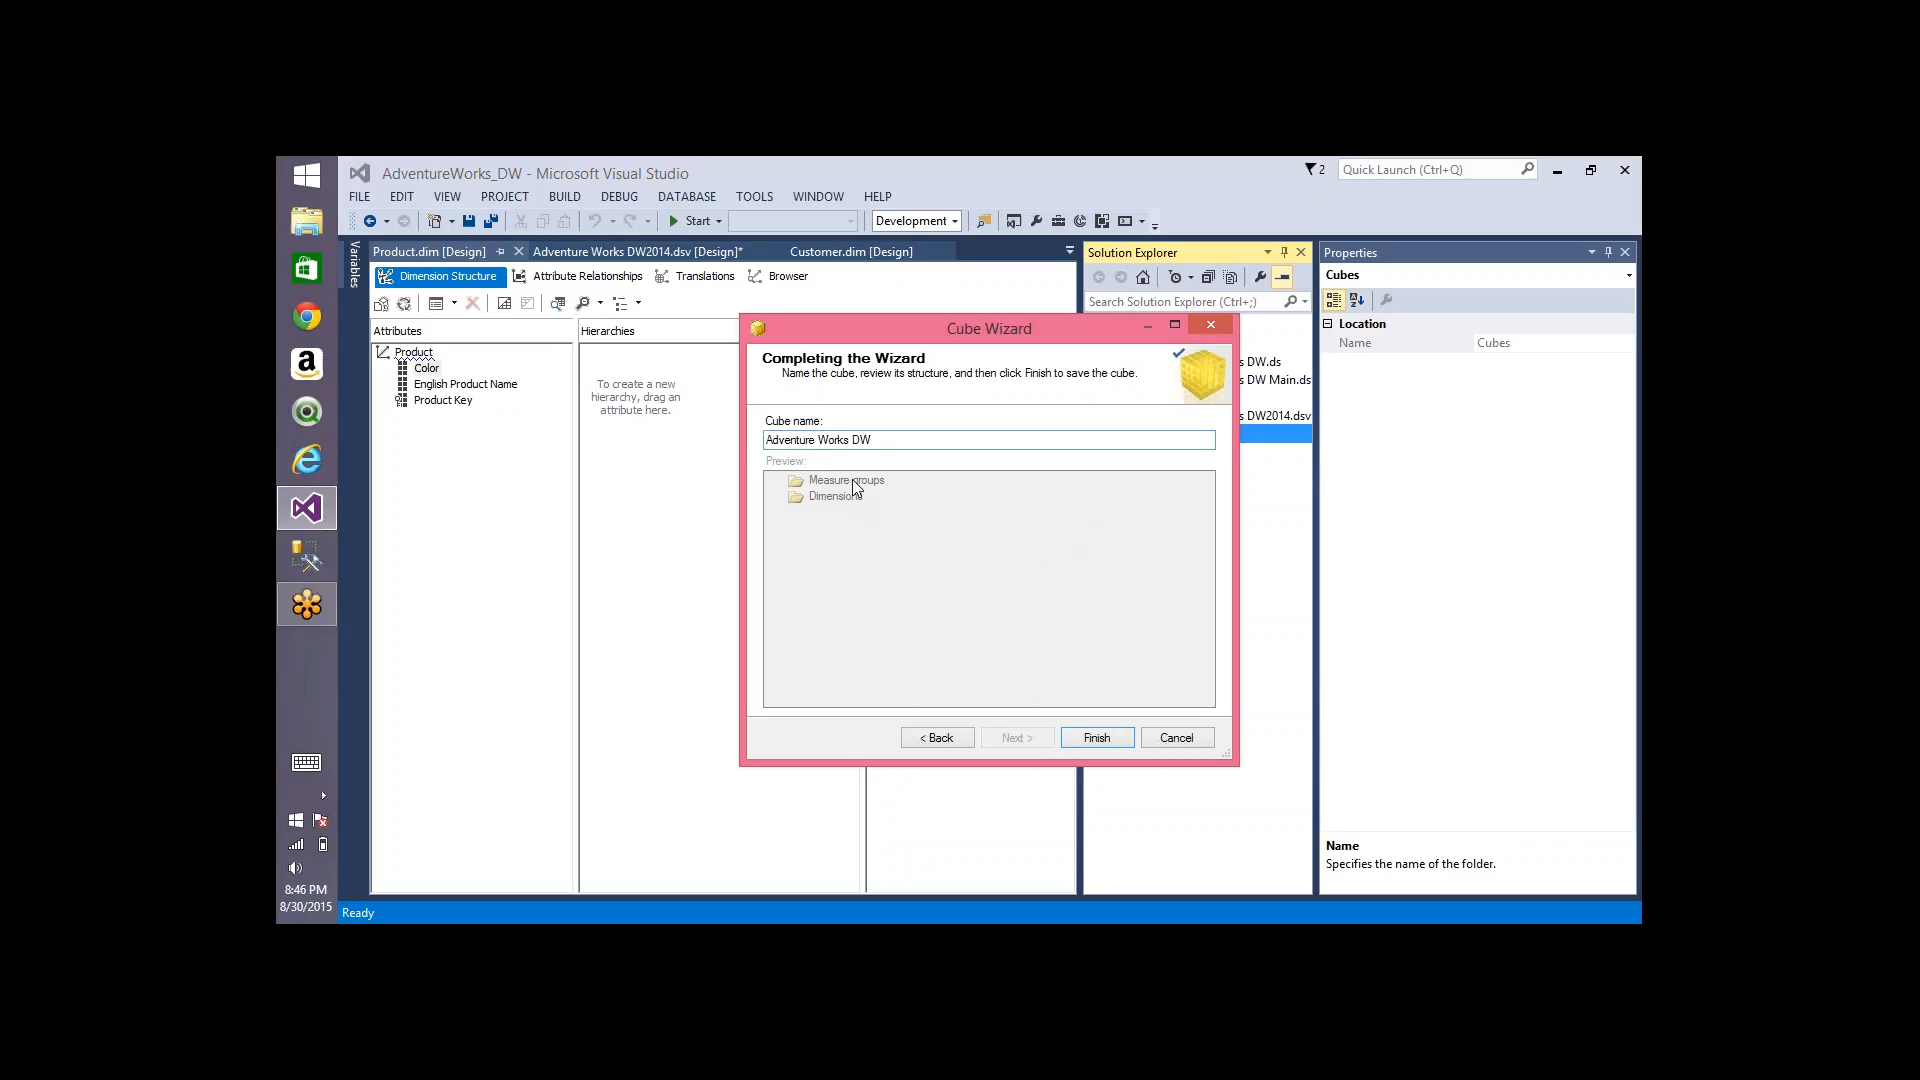 AdventureWorks_DW - Microsoft Visual Studio
2
Quick Launch (Ctrl+Q)
FILE EDIT VIEW PROJECT BUILD DEBUG DATABASE TOOLS WINDOW HELP
Start
Development
Variables
Product.dim [Design]
Adventure Works DW2014.dsv [Design]*
Customer.dim [Design]
Dimension Structure
Attribute Relationships
Translations
Browser
Attributes
Product
Color
English Product Name
Product Key
Hierarchies
To create a new
hierarchy, drag an
attribute here.
Cube Wizard
Completing the Wizard
Name the cube, review its structure, and then click Finish to save the cube.
Cube name:
Adventure Works DW
Preview:
Measure groups
Dimensions
< Back
Next >
Finish
Cancel
Solution Explorer
Search Solution Explorer (Ctrl+;)
s DW.ds
s DW Main.ds
s DW2014.dsv
Properties
Cubes
Location
Name Cubes
Name
Specifies the name of the folder.
8:46 PM
8/30/2015
Ready